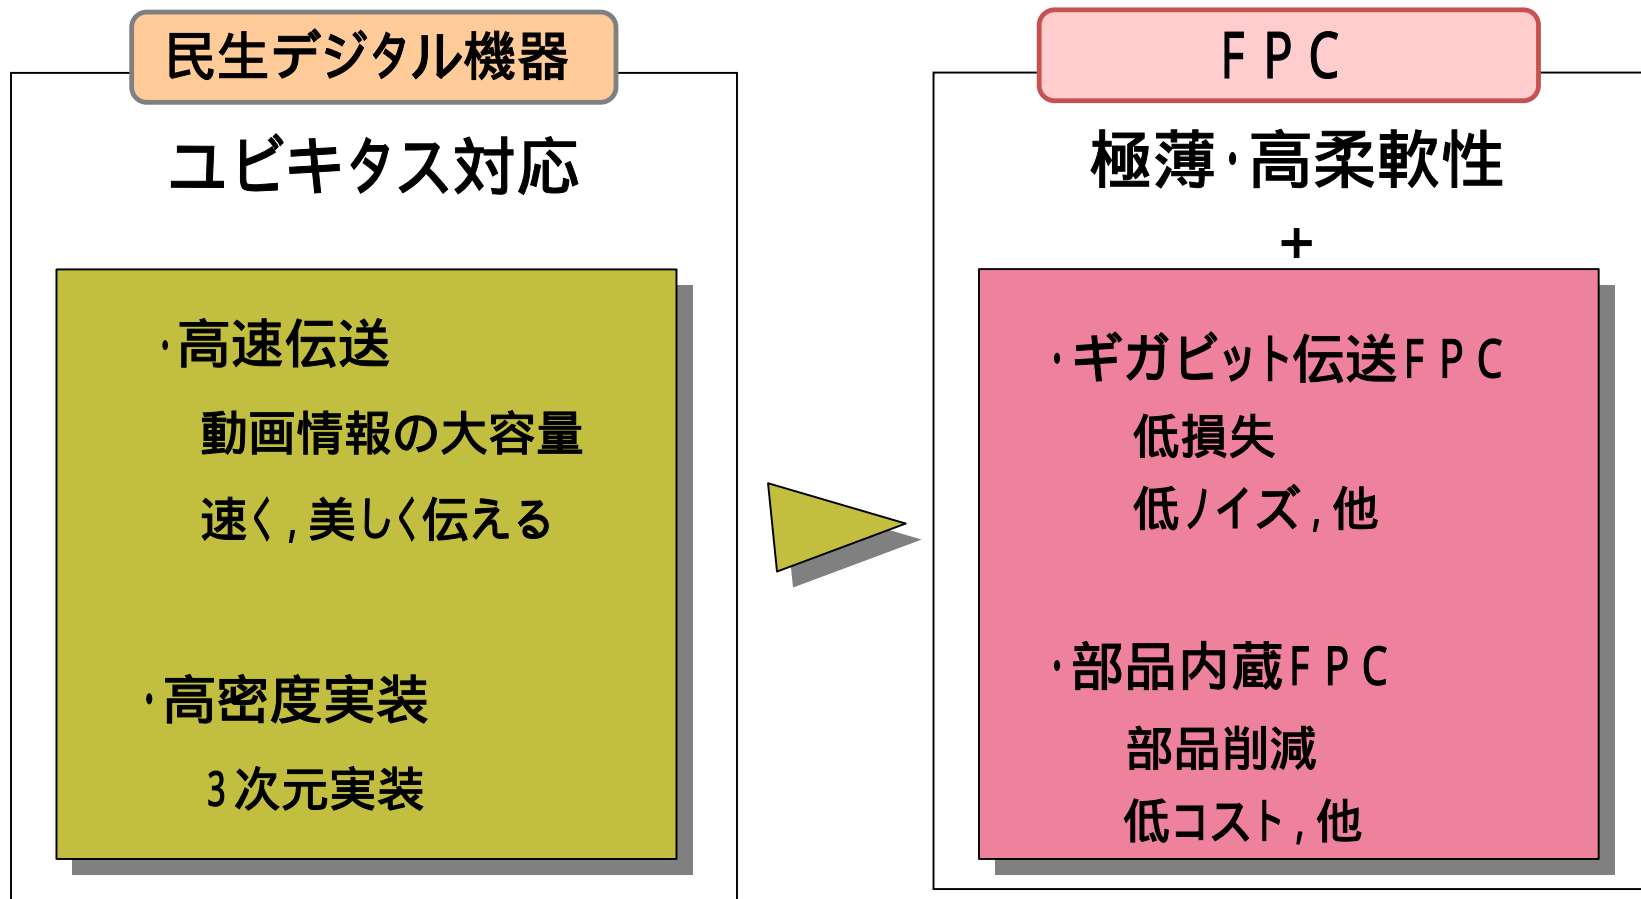 民生デジタル機器
ユビキタス対応
・高速伝送
動画情報の大容量
速く,美しく伝える
・高密度実装
3次元実装
FPC
極薄・高柔軟性
+
・ギガビット伝送FPC
低損失
低ノイズ,他
・部品内蔵FPC
部品削減
低コスト,他